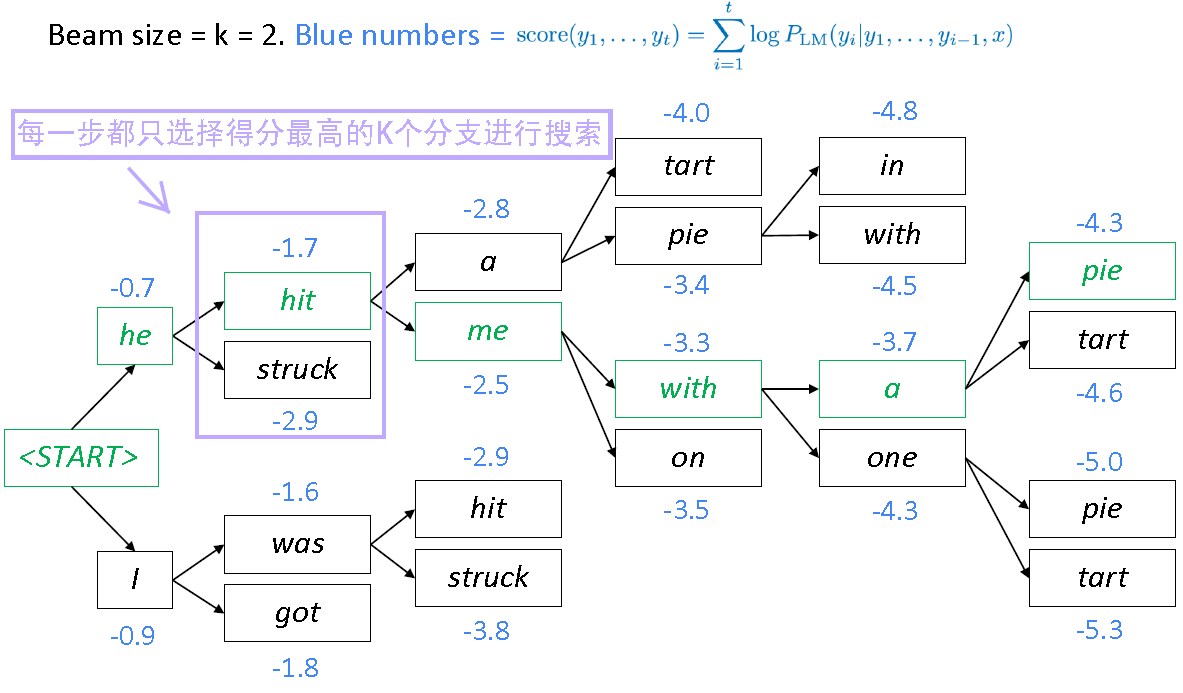 Beam size = k = 2. Blue numbers = score(y_1, …, y_t) = \sum_{i=1}^{t} log P_{LM}(y_i|y_1, …, y_{i-1}, x)
每一步都只选择得分最高的K个分支进行搜索
-4.0
-4.8
tart
in
-2.8
-1.7
a
pie
with
-4.3
pie
-0.7
hit
-3.4
-4.5
he
me
-3.3
-3.7
tart
struck
-2.5
with
a
-4.6
-2.9
<START>
-2.9
on
one
-5.0
-1.6
hit
-3.5
-4.3
pie
was
I
struck
tart
got
-0.9
-3.8
-5.3
-1.8